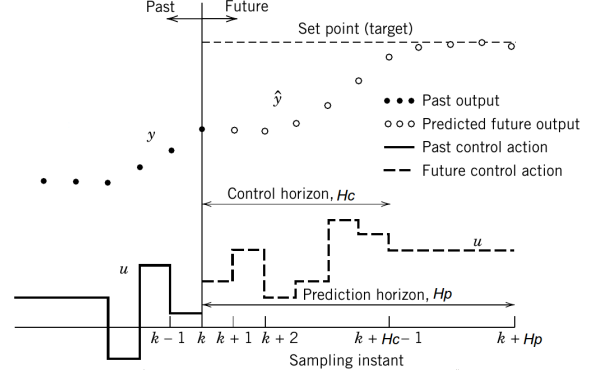 Past Future
Set point (target)
ŷ
y
Past output
Predicted future output
Past control action
Future control action
Control horizon, Hc
u
u
Prediction horizon, Hp
k − 1 k k + 1 k + 2 k + Hc − 1 k + Hp
Sampling instant